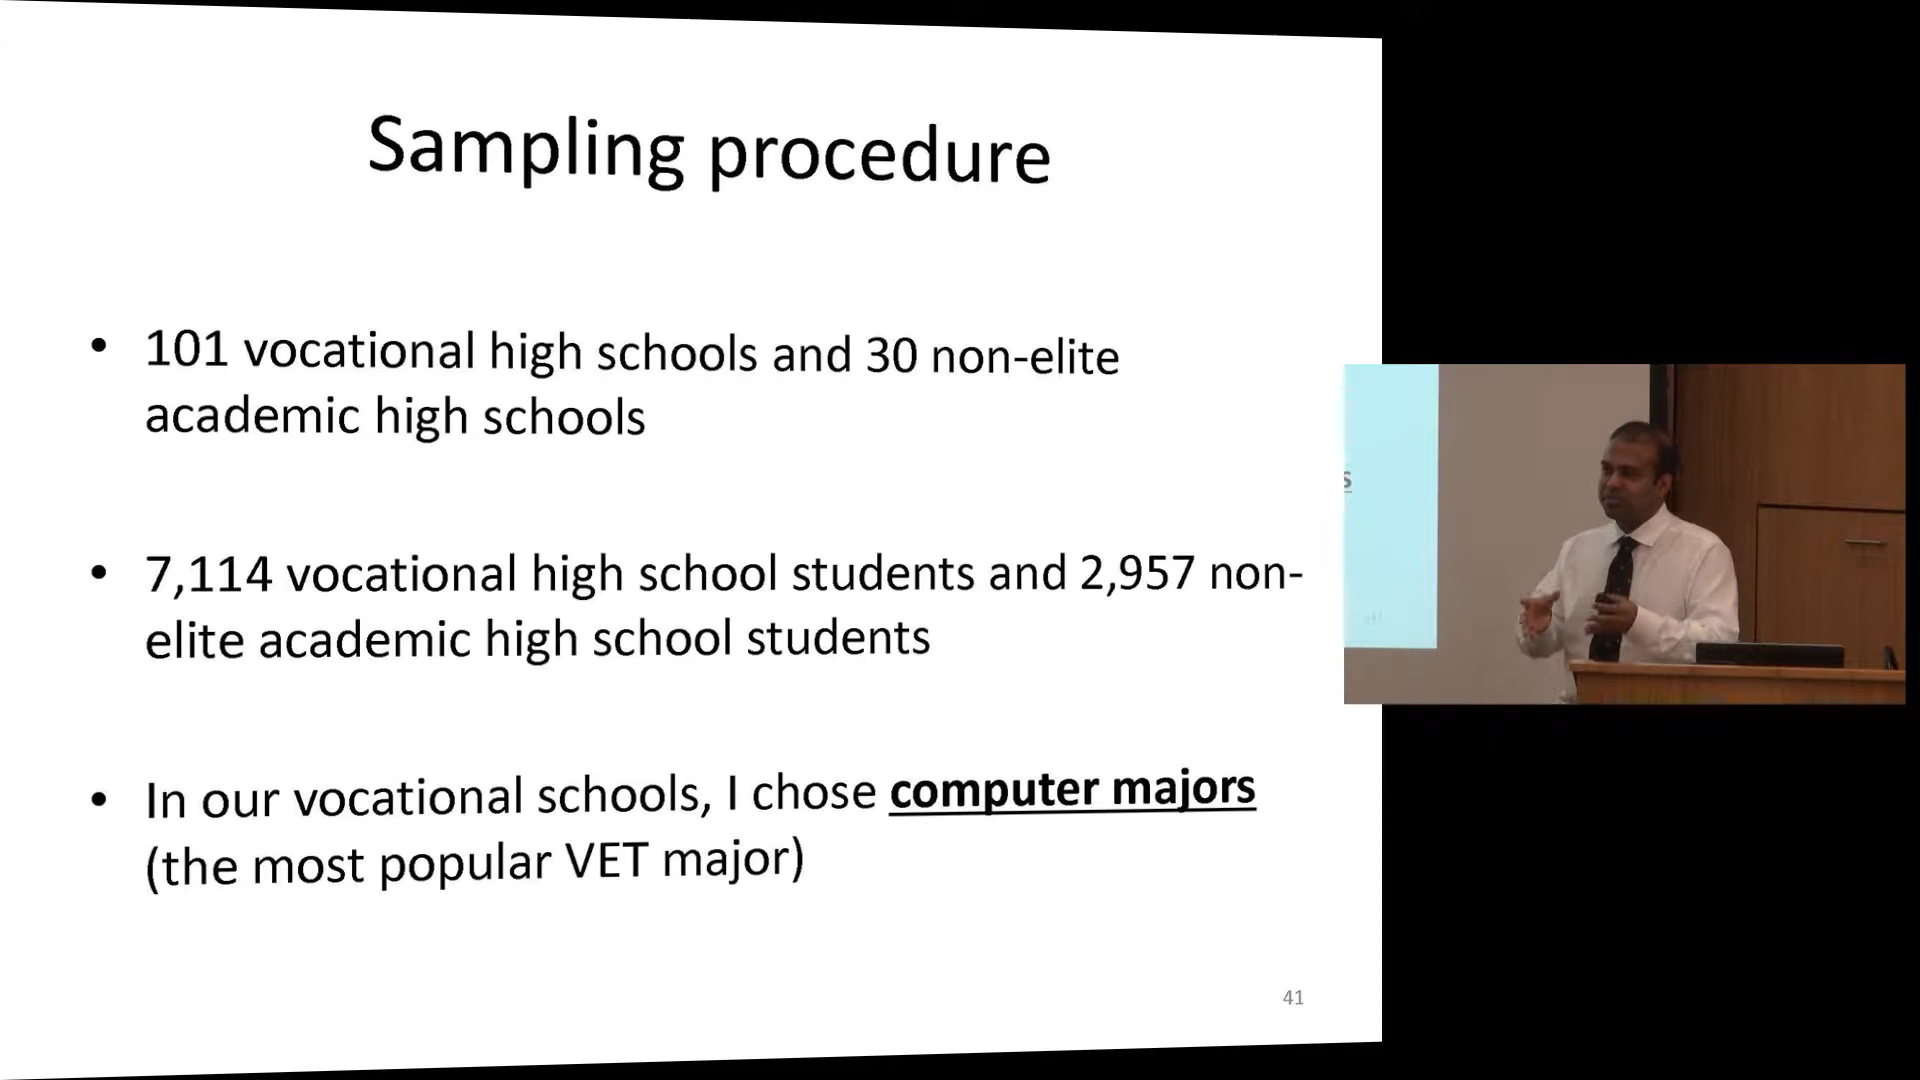 Sampling procedure
• 101 vocational high schools and 30 non-elite
academic high schools
• 7,114 vocational high school students and 2,957 non-
elite academic high school students
• In our vocational schools, I chose computer majors
(the most popular VET major)
41
s